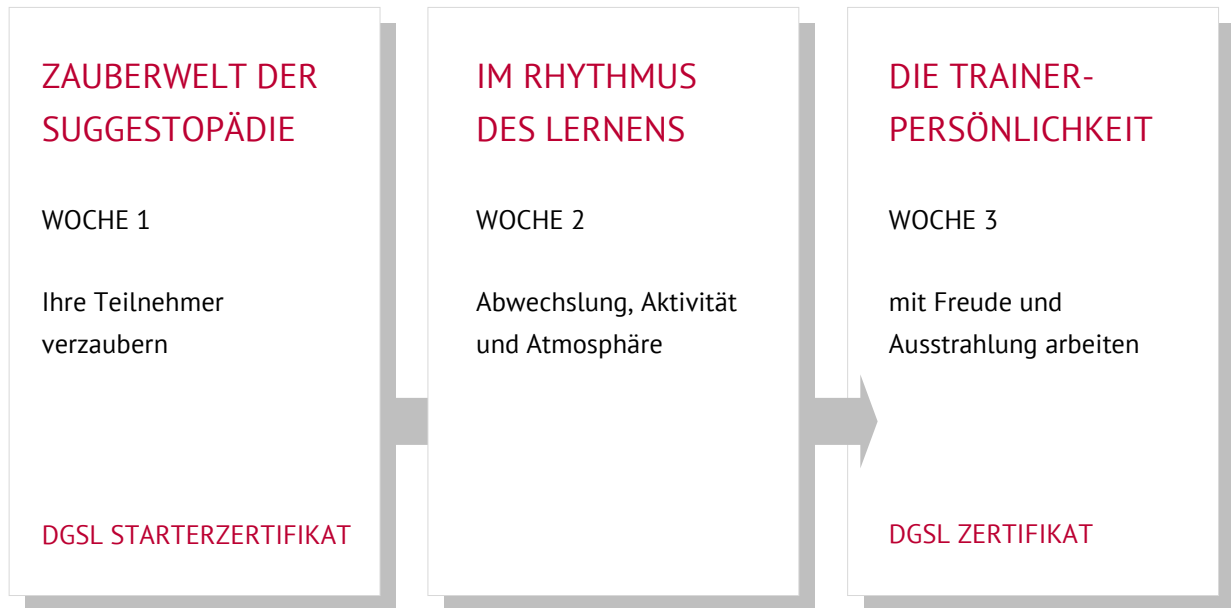 ZAUBERWELT DER
SUGGESTOPÄDIE
WOCHE 1
Ihre Teilnehmer
verzaubern
DGSL STARTERZERTIFIKAT
IM RHYTHMUS
DES LERNENS
WOCHE 2
Abwechslung, Aktivität
und Atmosphäre
DIE TRAINER-
PERSÖNLICHKEIT
WOCHE 3
mit Freude und
Ausstrahlung arbeiten
DGSL ZERTIFIKAT